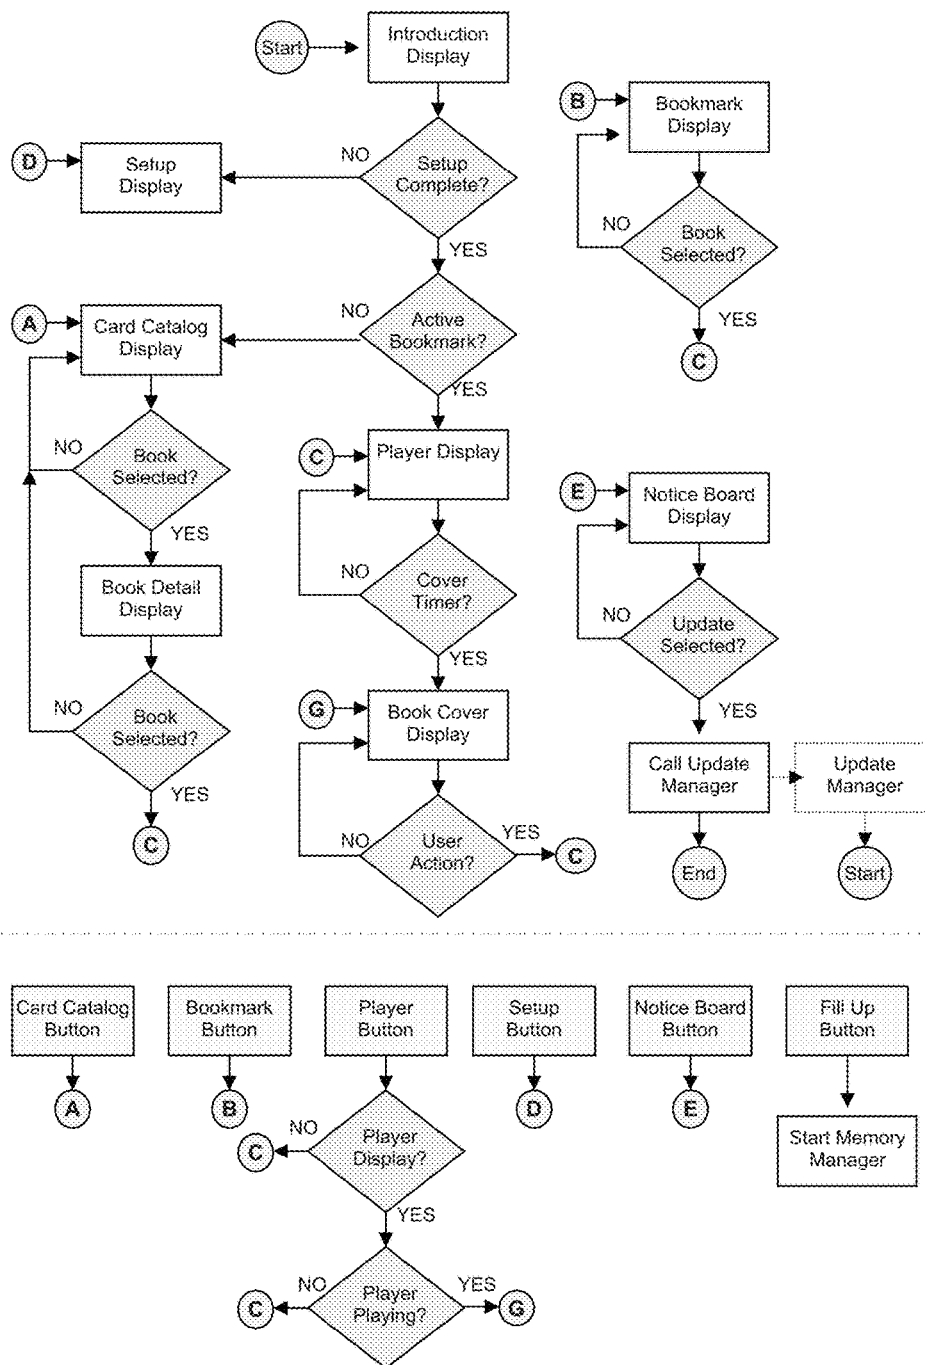 Start
Introduction
Display
B
Bookmark
Display
D
Setup
Display
NO
Setup
Complete?
YES
NO
Book
Selected?
YES
C
A
Card Catalog
Display
NO
Active
Bookmark?
YES
NO
Book
Selected?
YES
C
Player Display
E
Notice Board
Display
Book Detail
Display
NO
Cover
Timer?
YES
NO
Update
Selected?
YES
NO
Book
Selected?
YES
C
G
Book Cover
Display
NO
User
Action?
YES
C
Call Update
Manager
Update
Manager
End
Start
Card Catalog
Button
Bookmark
Button
Player
Button
Setup
Button
Notice Board
Button
Fill Up
Button
A
B
D
E
NO
C
Player
Display?
YES
Start Memory
Manager
NO
C
Player
Playing?
YES
G